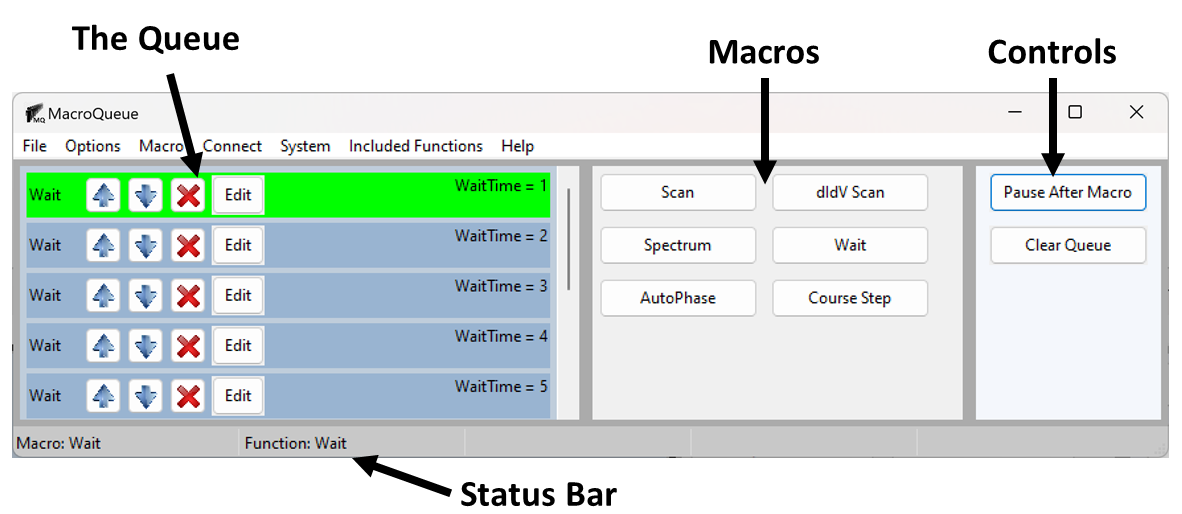 The Queue
Macros
Controls
MQ MacroQueue
File Options Macro Connect System Included Functions Help
Wait Edit WaitTime = 1
Wait Edit WaitTime = 2
Wait Edit WaitTime = 3
Wait Edit WaitTime = 4
Wait Edit WaitTime = 5
Scan dIdV Scan
Spectrum Wait
AutoPhase Course Step
Pause After Macro
Clear Queue
Macro: Wait Function: Wait
Status Bar